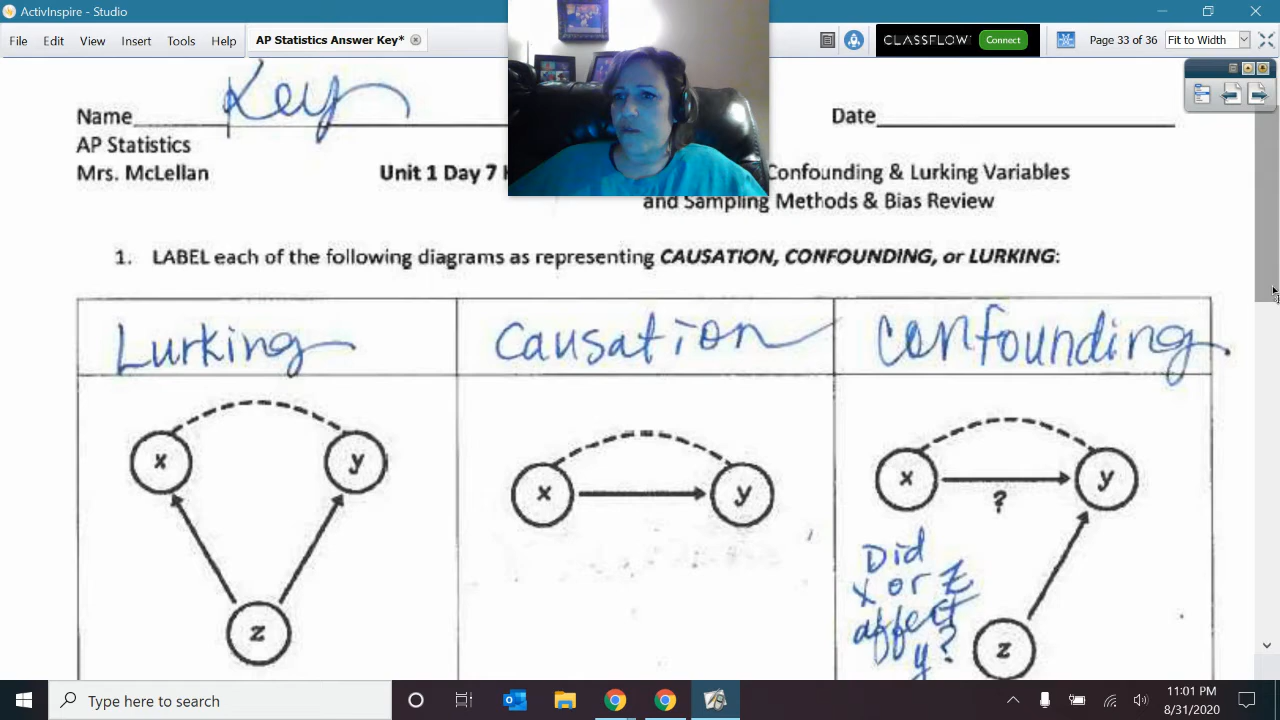 ActivInspire - Studio
File Edit View Insert Tools Help AP Statistics Answer Key* CLASSFLOW Connect Page 33 of 36 Fit to Width
Key
Name Date
AP Statistics
Mrs. McLellan Unit 1 Day 7 Confounding & Lurking Variables
and Sampling Methods & Bias Review
1. LABEL each of the following diagrams as representing CAUSATION, CONFOUNDING, or LURKING:
Lurking Causation Confounding
x y
x y
x y
?
z
Did
x or z
affect
y?
z
Type here to search
11:01 PM
8/31/2020